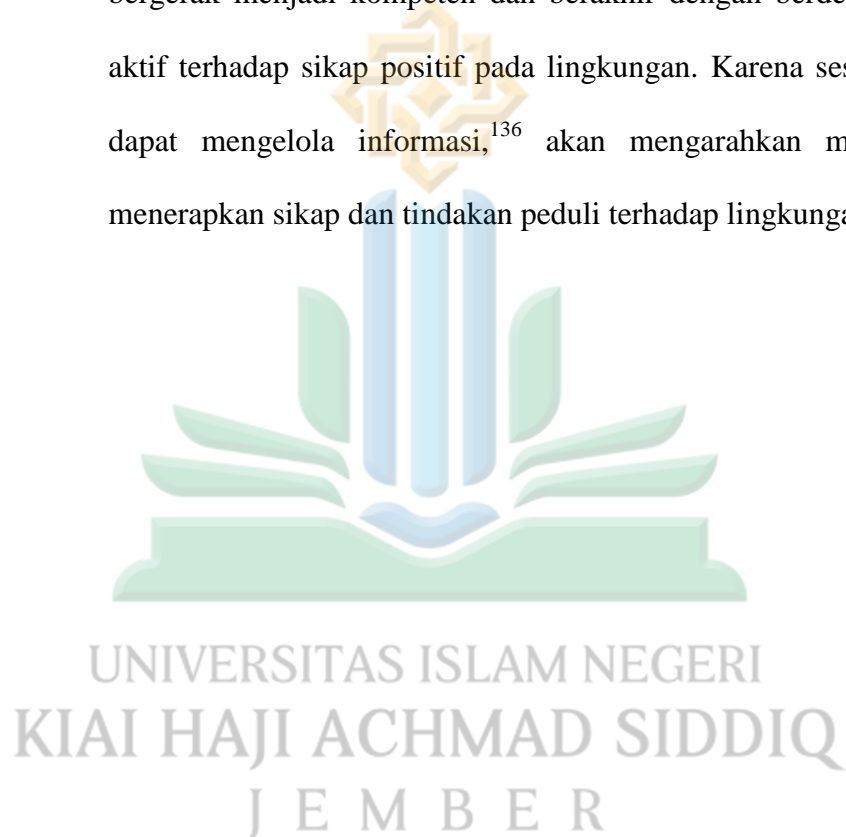 bergerak menjadi kompeten dan berakhir dengan
aktif terhadap sikap positif pada lingkungan. Karena
dapat mengelola informasi,¹³⁶ akan mengarahkan
menerapkan sikap dan tindakan peduli terhadap
UNIVERSITAS ISLAM NEGERI
KIAI HAJI ACHMAD SIDDIQ
JEMBER